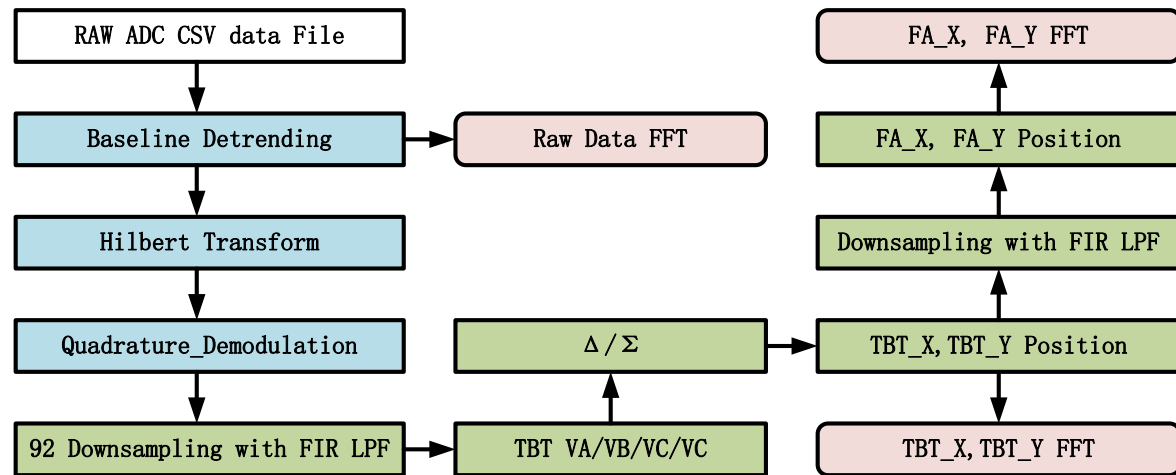 RAW ADC CSV data File
Baseline Detrending
Raw Data FFT
Hilbert Transform
Quadrature_Demodulation
92 Downsampling with FIR LPF
TBT VA/VB/VC/VC
Δ/Σ
TBT_X,TBT_Y Position
TBT_X,TBT_Y FFT
Downsampling with FIR LPF
FA_X, FA_Y Position
FA_X, FA_Y FFT